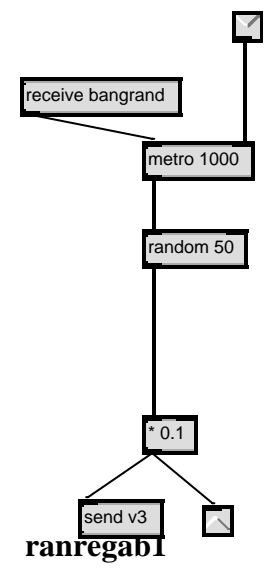 receive bangrand
metro 1000
random 50
* 0.1
send v3
ranregab1